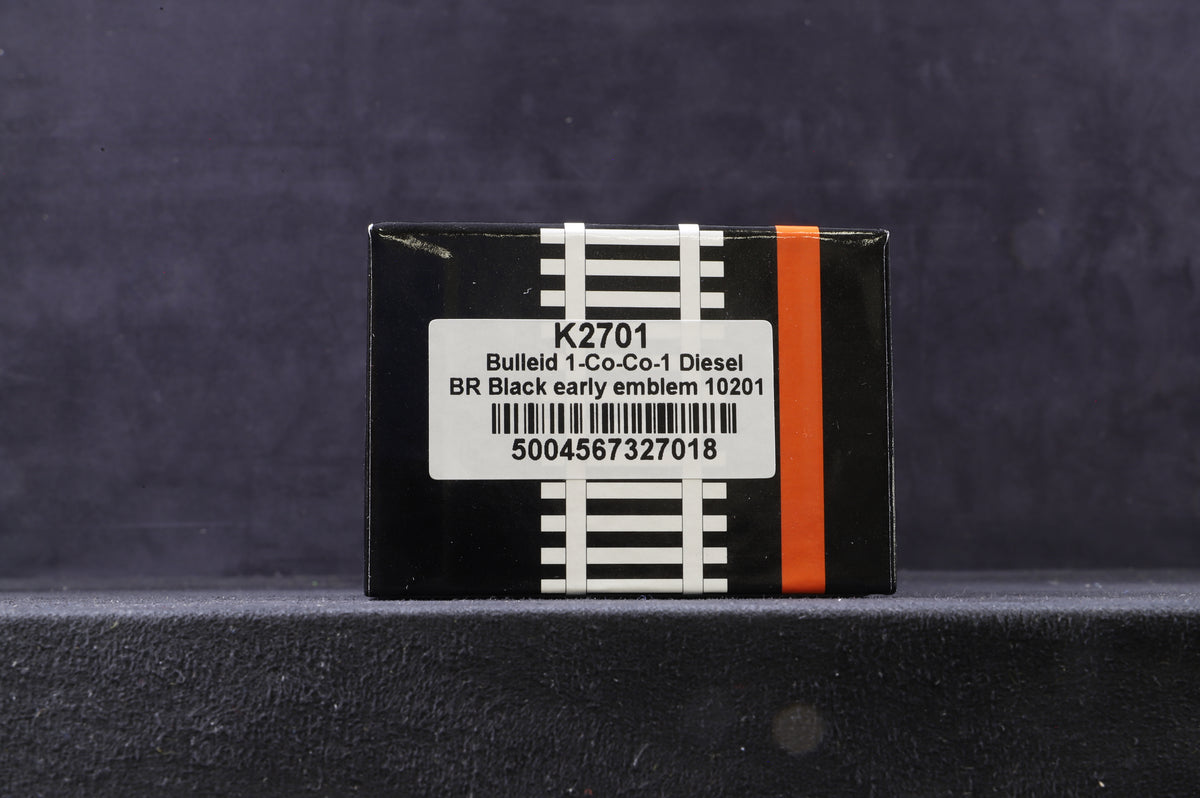 K2701
Bulleid 1-Co-Co-1 Diesel
BR Black early emblem 10201
5004567327018